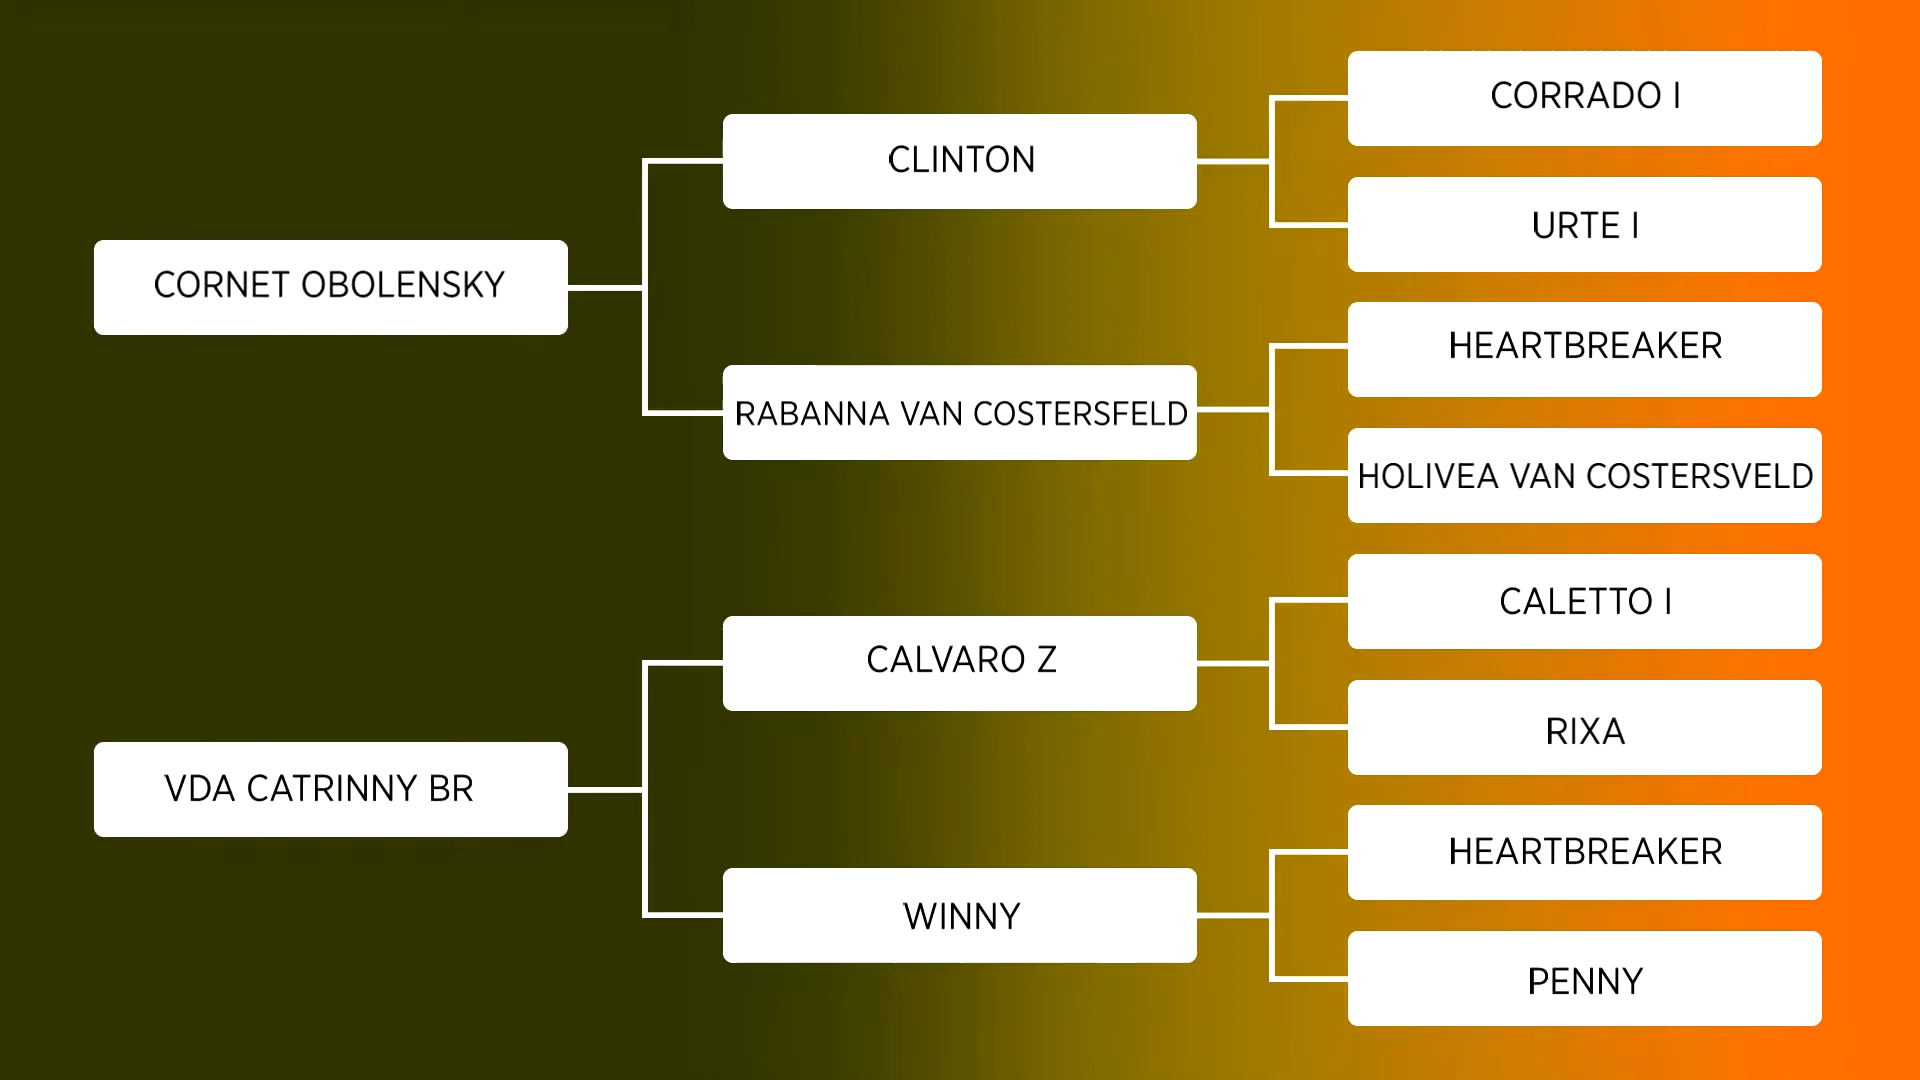 CORRADO I
CLINTON
URTE I
CORNET OBOLENSKY
HEARTBREAKER
RABANNA VAN COSTERSFELD
HOLIVEA VAN COSTERSVELD
CALETTO I
CALVARO Z
RIXA
VDA CATRINNY BR
HEARTBREAKER
WINNY
PENNY